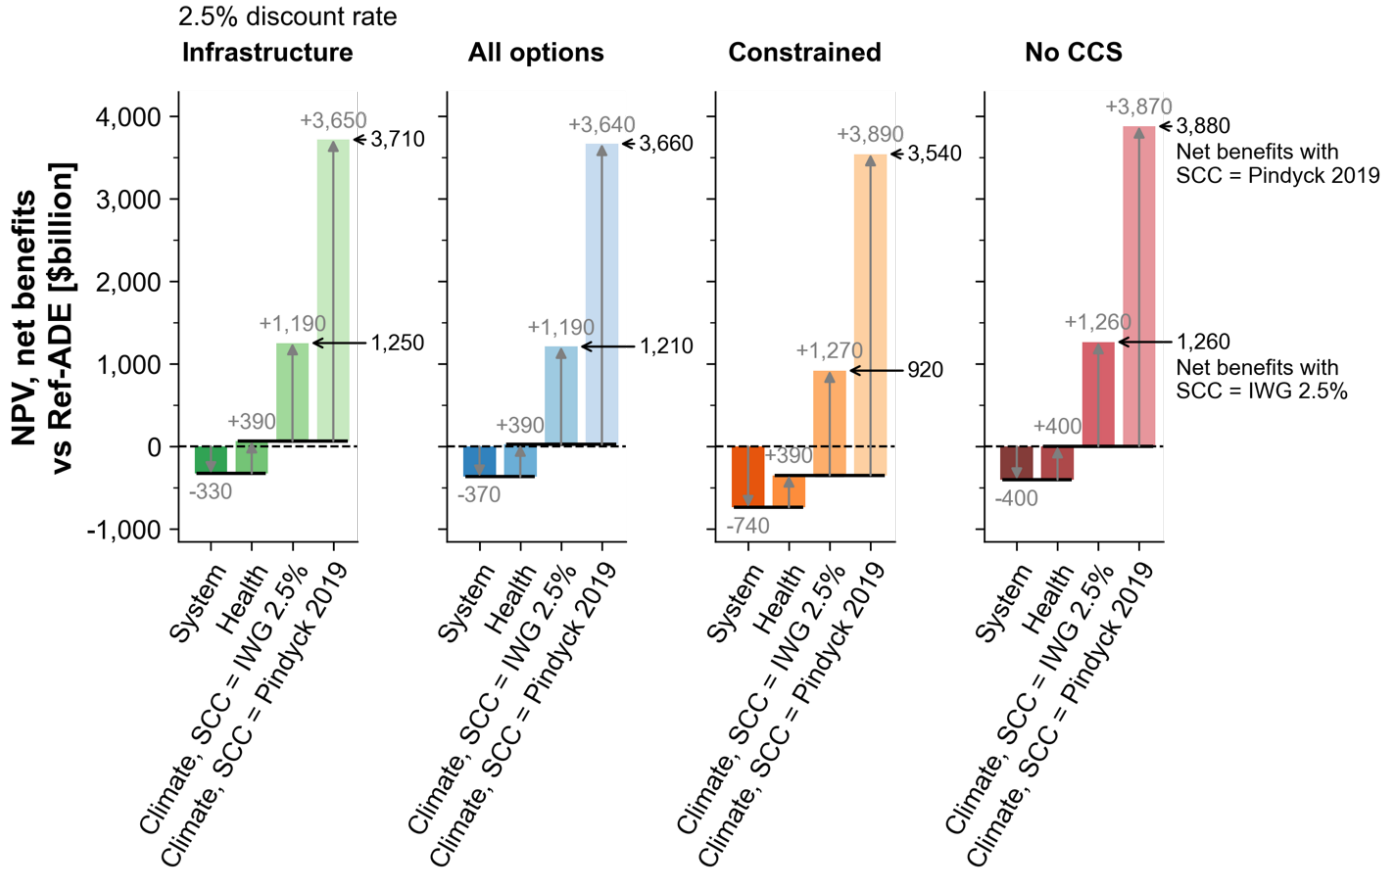 2.5% discount rate
Infrastructure
All options
Constrained
No CCS
NPV, net benefits
vs Ref-ADE [$billion]
4,000
3,000
2,000
1,000
0
-1,000
-330
+390
+1,190
+3,650
3,710
1,250
-370
+390
+1,190
+3,640
3,660
1,210
-740
+390
+1,270
+3,890
3,540
920
-400
+400
+1,260
+3,870
3,880
Net benefits with
SCC = Pindyck 2019
1,260
Net benefits with
SCC = IWG 2.5%
System
Health
Climate, SCC = IWG 2.5%
Climate, SCC = Pindyck 2019
System
Health
Climate, SCC = IWG 2.5%
Climate, SCC = Pindyck 2019
System
Health
Climate, SCC = IWG 2.5%
Climate, SCC = Pindyck 2019
System
Health
Climate, SCC = IWG 2.5%
Climate, SCC = Pindyck 2019